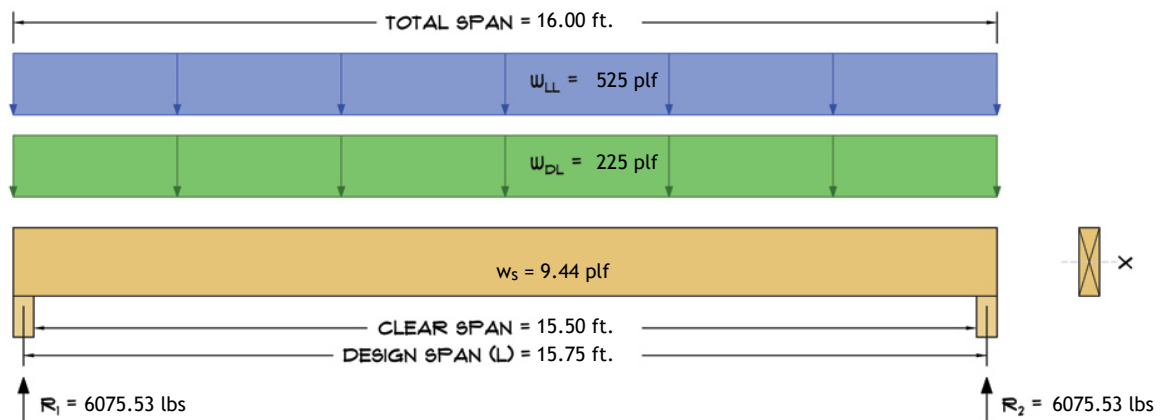 TOTAL SPAN = 16.00 ft.
wLL = 525 plf
wDL = 225 plf
ws = 9.44 plf
X
CLEAR SPAN = 15.50 ft.
DESIGN SPAN (L) = 15.75 ft.
R1 = 6075.53 lbs
R2 = 6075.53 lbs